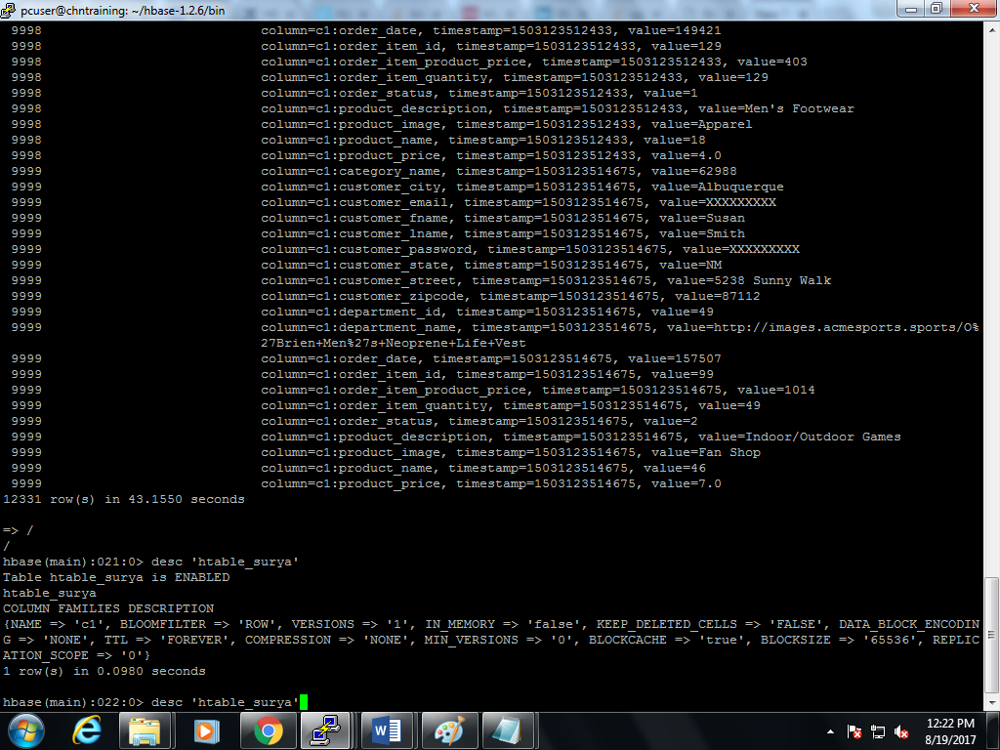 pcuser@chntraining: ~/hbase-1.2.6/bin
9998 column=c1:order_date, timestamp=1503123512433, value=149421
9998 column=c1:order_item_id, timestamp=1503123512433, value=129
9998 column=c1:order_item_product_price, timestamp=1503123512433, value=403
9998 column=c1:order_item_quantity, timestamp=1503123512433, value=129
9998 column=c1:order_status, timestamp=1503123512433, value=1
9998 column=c1:product_description, timestamp=1503123512433, value=Men's Footwear
9998 column=c1:product_image, timestamp=1503123512433, value=Apparel
9998 column=c1:product_name, timestamp=1503123512433, value=18
9998 column=c1:product_price, timestamp=1503123512433, value=4.0
9999 column=c1:category_name, timestamp=1503123514675, value=62988
9999 column=c1:customer_city, timestamp=1503123514675, value=Albuquerque
9999 column=c1:customer_email, timestamp=1503123514675, value=XXXXXXXXX
9999 column=c1:customer_fname, timestamp=1503123514675, value=Susan
9999 column=c1:customer_lname, timestamp=1503123514675, value=Smith
9999 column=c1:customer_password, timestamp=1503123514675, value=XXXXXXXXX
9999 column=c1:customer_state, timestamp=1503123514675, value=NM
9999 column=c1:customer_street, timestamp=1503123514675, value=5238 Sunny Walk
9999 column=c1:customer_zipcode, timestamp=1503123514675, value=87112
9999 column=c1:department_id, timestamp=1503123514675, value=49
9999 column=c1:department_name, timestamp=1503123514675, value=http://images.acmesports.sports/O%
27Brien+Men%27s+Neoprene+Life+Vest
9999 column=c1:order_date, timestamp=1503123514675, value=157507
9999 column=c1:order_item_id, timestamp=1503123514675, value=99
9999 column=c1:order_item_product_price, timestamp=1503123514675, value=1014
9999 column=c1:order_item_quantity, timestamp=1503123514675, value=49
9999 column=c1:order_status, timestamp=1503123514675, value=2
9999 column=c1:product_description, timestamp=1503123514675, value=Indoor/Outdoor Games
9999 column=c1:product_image, timestamp=1503123514675, value=Fan Shop
9999 column=c1:product_name, timestamp=1503123514675, value=46
9999 column=c1:product_price, timestamp=1503123514675, value=7.0
12331 row(s) in 43.1550 seconds
=> /
/
hbase(main):021:0> desc 'htable_surya'
Table htable_surya is ENABLED
htable_surya
COLUMN FAMILIES DESCRIPTION
{NAME => 'c1', BLOOMFILTER => 'ROW', VERSIONS => '1', IN_MEMORY => 'false', KEEP_DELETED_CELLS => 'FALSE', DATA_BLOCK_ENCODIN
G => 'NONE', TTL => 'FOREVER', COMPRESSION => 'NONE', MIN_VERSIONS => '0', BLOCKCACHE => 'true', BLOCKSIZE => '65536', REPLIC
ATION_SCOPE => '0'}
1 row(s) in 0.0980 seconds
hbase(main):022:0> desc 'htable_surya'
12:22 PM
8/19/2017